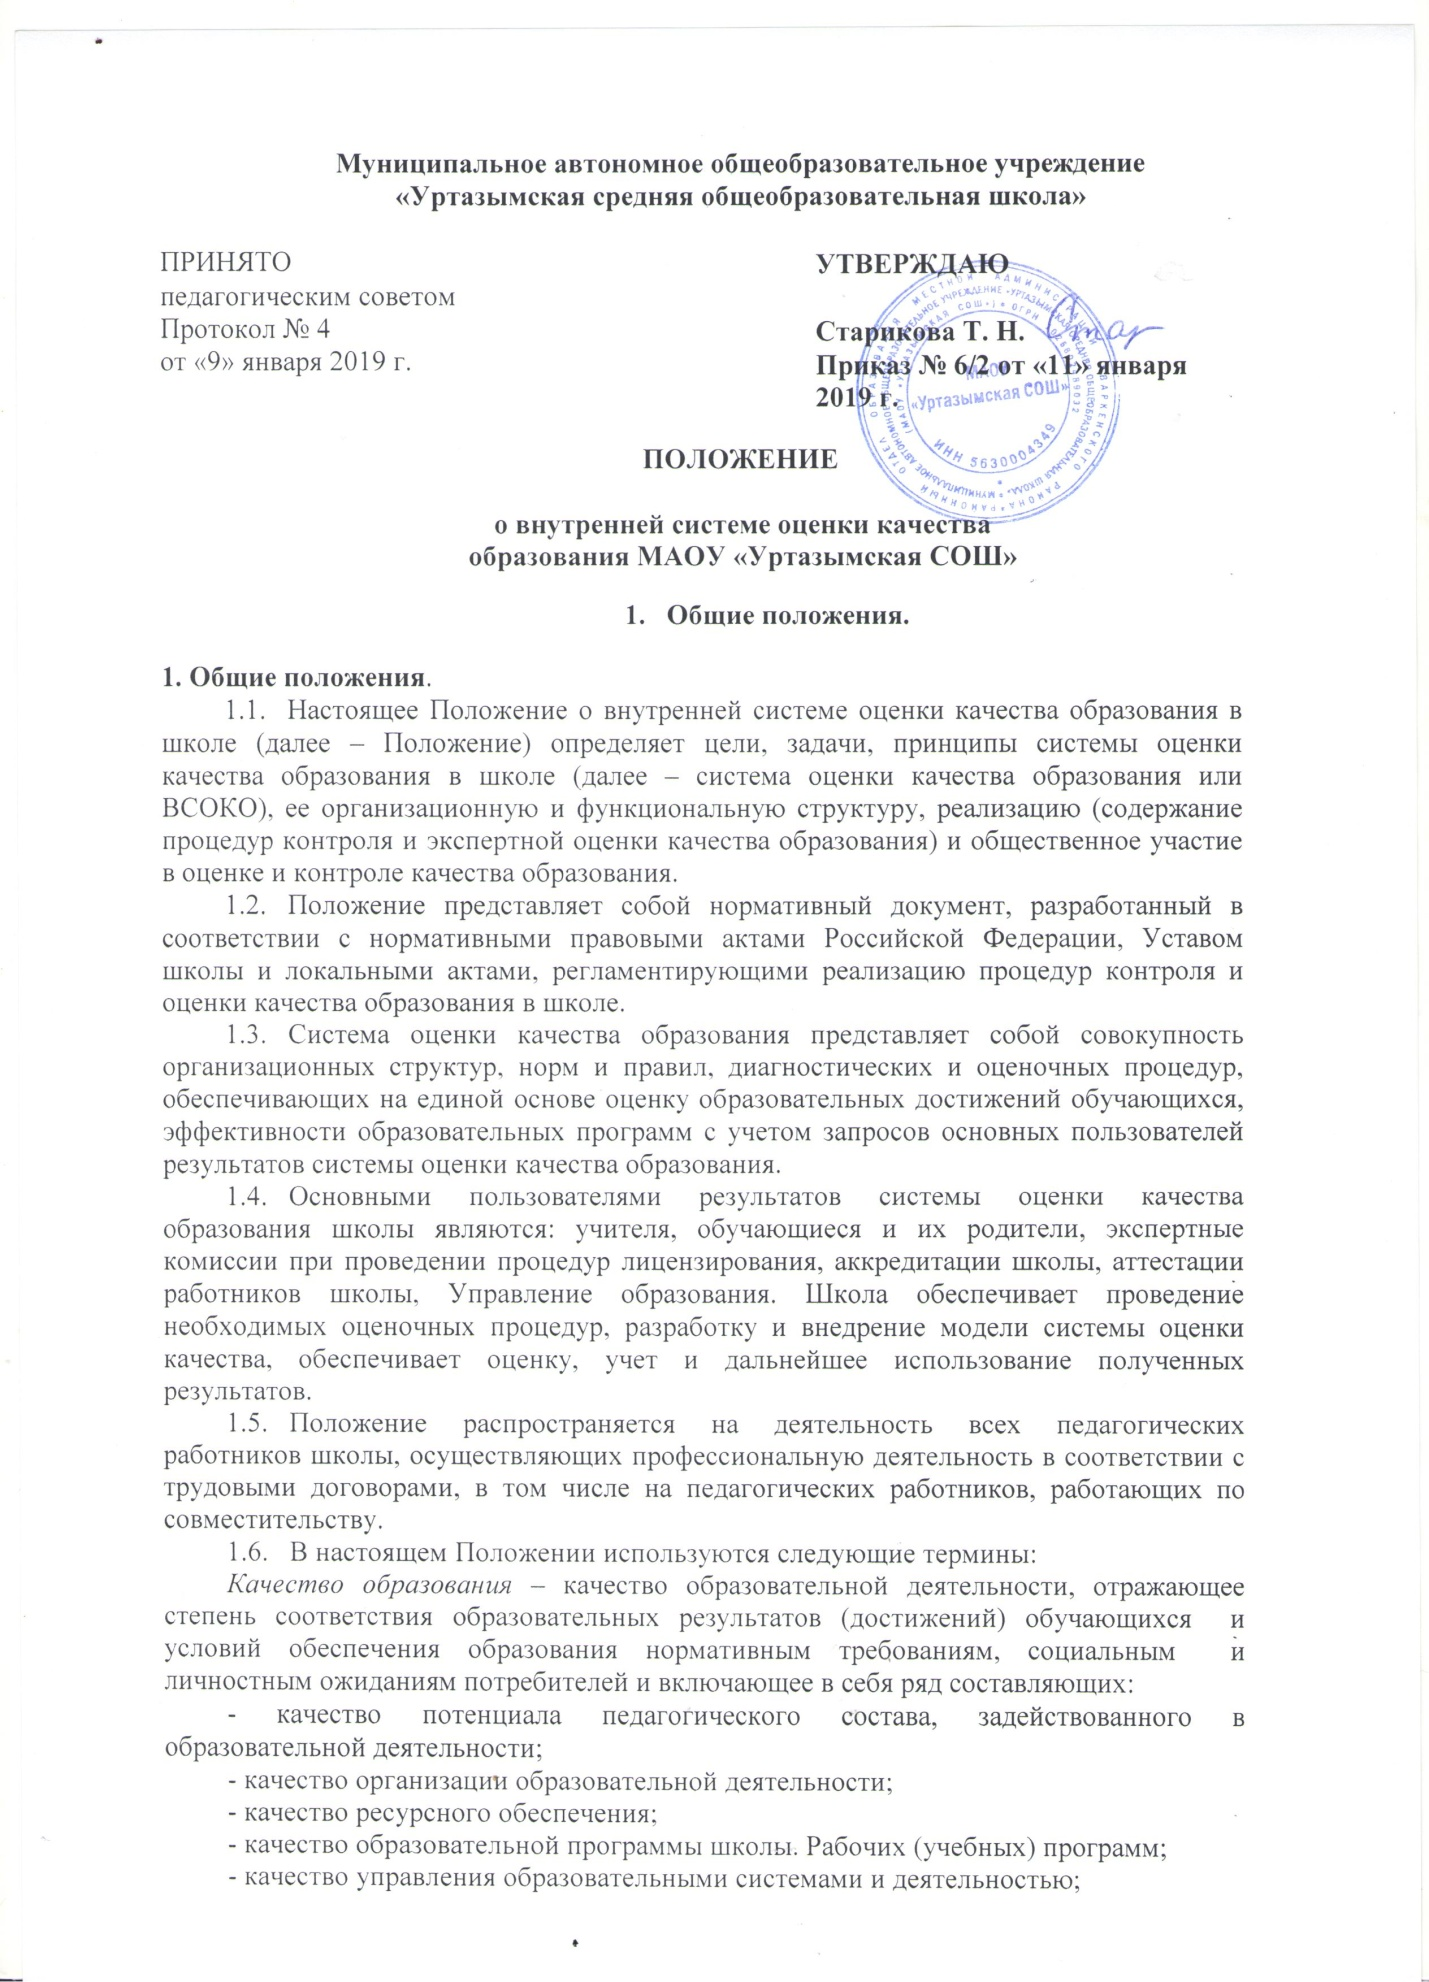 Муниципальное автономное общеобразовательное учреждение
«Уртазымская средняя общеобразовательная школа»
ПРИНЯТО
педагогическим советом
Протокол № 4
от «9» января 2019 г.
УТВЕРЖДАЮ
Старикова Т. Н.
Приказ № 6/2 от «11» января
2019 г.
МАОУ
«Уртазымская СОШ»
ИНН 5630004349
ПОЛОЖЕНИЕ
о внутренней системе оценки качества
образования МАОУ «Уртазымская СОШ»
1. Общие положения.
1. Общие положения.
1.1. Настоящее Положение о внутренней системе оценки качества образования в
школе (далее – Положение) определяет цели, задачи, принципы системы оценки
качества образования в школе (далее – система оценки качества образования или
ВСОКО), ее организационную и функциональную структуру, реализацию (содержание
процедур контроля и экспертной оценки качества образования) и общественное участие
в оценке и контроле качества образования.
1.2. Положение представляет собой нормативный документ, разработанный в
соответствии с нормативными правовыми актами Российской Федерации, Уставом
школы и локальными актами, регламентирующими реализацию процедур контроля и
оценки качества образования в школе.
1.3. Система оценки качества образования представляет собой совокупность
организационных структур, норм и правил, диагностических и оценочных процедур,
обеспечивающих на единой основе оценку образовательных достижений обучающихся,
эффективности образовательных программ с учетом запросов основных пользователей
результатов системы оценки качества образования.
1.4. Основными пользователями результатов системы оценки качества
образования школы являются: учителя, обучающиеся и их родители, экспертные
комиссии при проведении процедур лицензирования, аккредитации школы, аттестации
работников школы, Управление образования. Школа обеспечивает проведение
необходимых оценочных процедур, разработку и внедрение модели системы оценки
качества, обеспечивает оценку, учет и дальнейшее использование полученных
результатов.
1.5. Положение распространяется на деятельность всех педагогических
работников школы, осуществляющих профессиональную деятельность в соответствии с
трудовыми договорами, в том числе на педагогических работников, работающих по
совместительству.
1.6. В настоящем Положении используются следующие термины:
Качество образования – качество образовательной деятельности, отражающее
степень соответствия образовательных результатов (достижений) обучающихся и
условий обеспечения образования нормативным требованиям, социальным и
личностным ожиданиям потребителей и включающее в себя ряд составляющих:
- качество потенциала педагогического состава, задействованного в
образовательной деятельности;
- качество организации образовательной деятельности;
- качество ресурсного обеспечения;
- качество образовательной программы школы. Рабочих (учебных) программ;
- качество управления образовательными системами и деятельностью;